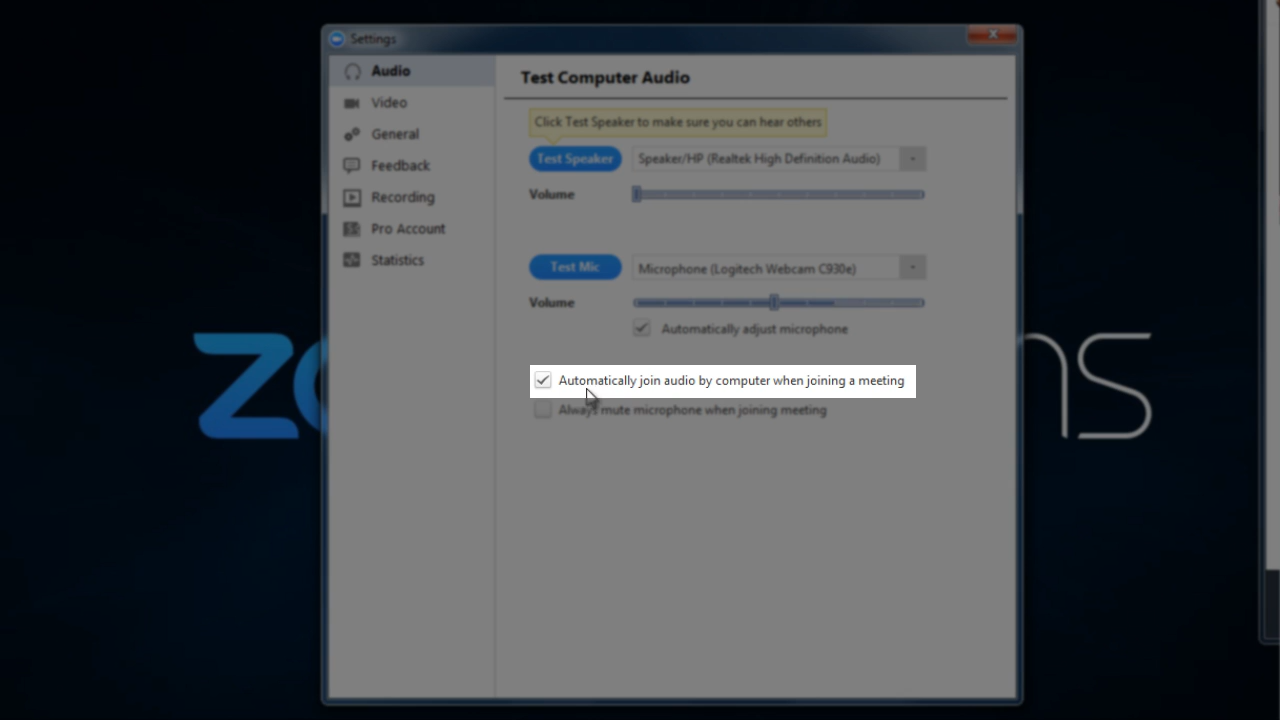 Settings
Audio
Video
General
Feedback
Recording
Pro Account
Statistics
Test Computer Audio
Click Test Speaker to make sure you can hear others
Test Speaker
Speaker/HP (Realtek High Definition Audio)
Volume
Test Mic
Microphone (Logitech Webcam C930e)
Volume
Automatically adjust microphone
Automatically join audio by computer when joining a meeting
Always mute microphone when joining meeting